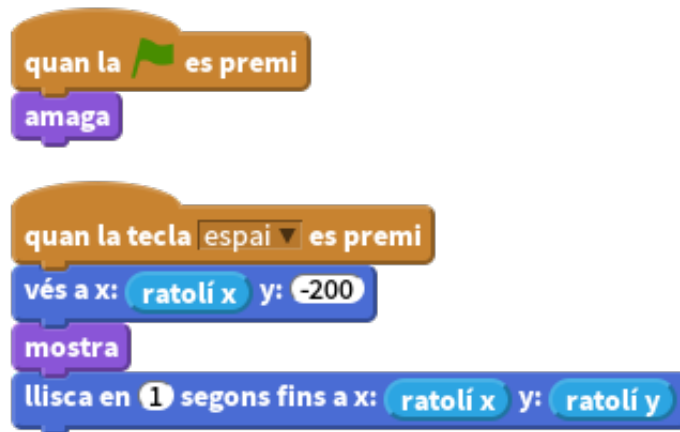 quan la es premi
amaga
quan la tecla espai es premi
vés a x: ratolí x y: -200
mostra
llisca en 1 segons fins a x: ratolí x y: ratolí y